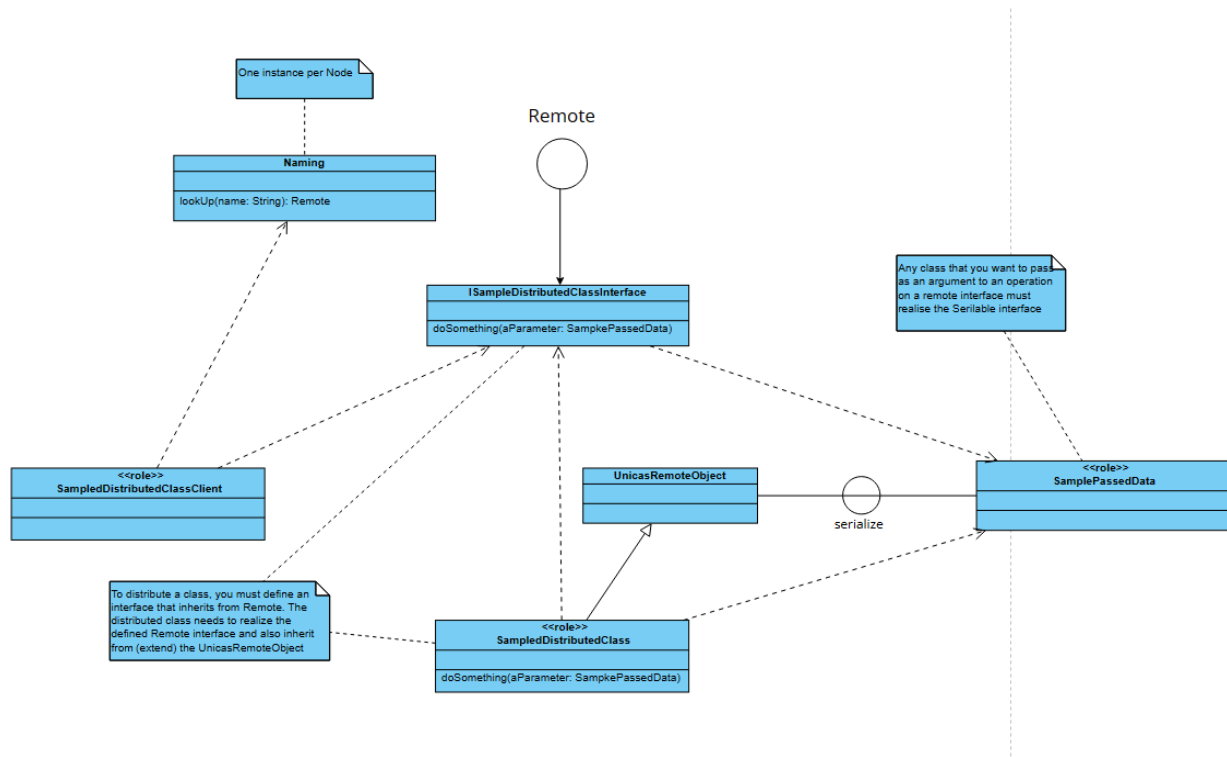 One instance per Node
Remote
Naming
lookUp(name: String): Remote
Any class that you want to pass
as an argument to an operation
on a remote interface must
realise the Serilable interface
ISampleDistributedClassInterface
doSomething(aParameter: SampkePassedData)
<<role>>
SampledDistributedClassClient
UnicasRemoteObject
serialize
<<role>>
SamplePassedData
To distribute a class, you must define an
interface that inherits from Remote. The
distributed class needs to realize the
defined Remote interface and also inherit
from (extend) the UnicasRemoteObject
<<role>>
SampledDistributedClass
doSomething(aParameter: SampkePassedData)